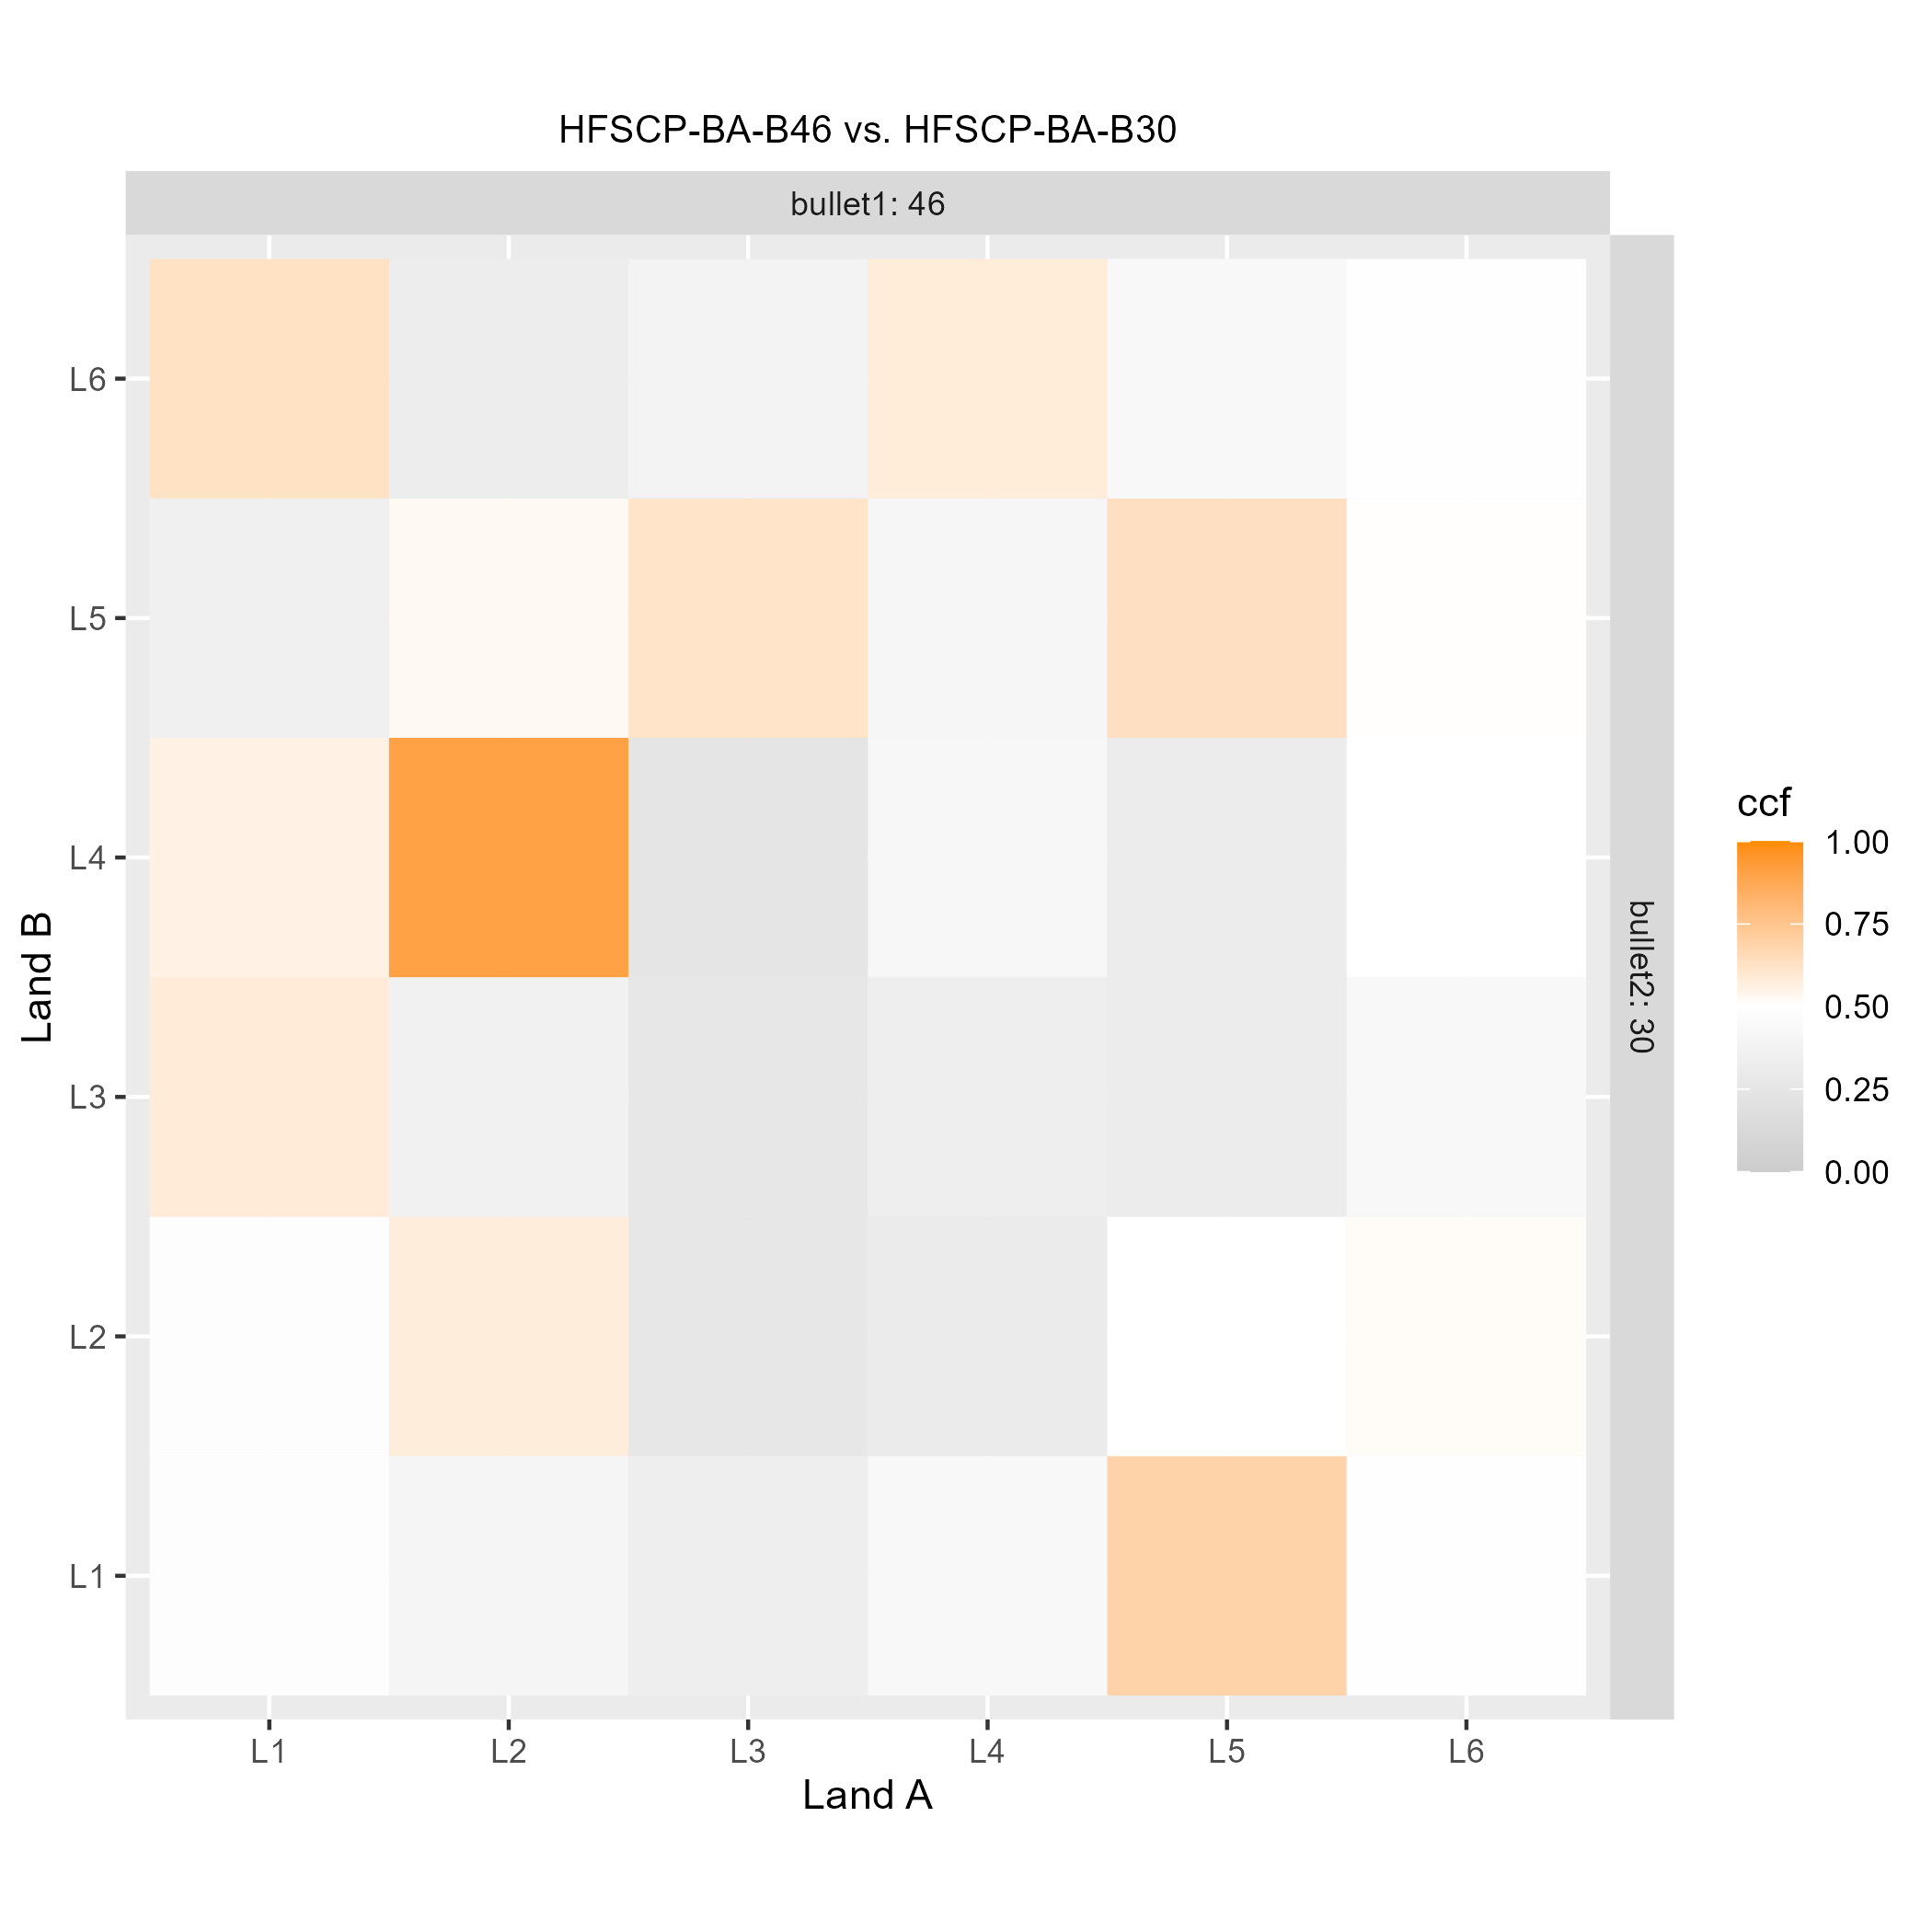 HFSCP-BA-B46 vs. HFSCP-BA-B30
bullet1: 46
L6
L5
L4
L3
L2
L1
Land B
bullet2: 30
L1 L2 L3 L4 L5 L6
Land A
ccf
1.00
0.75
0.50
0.25
0.00